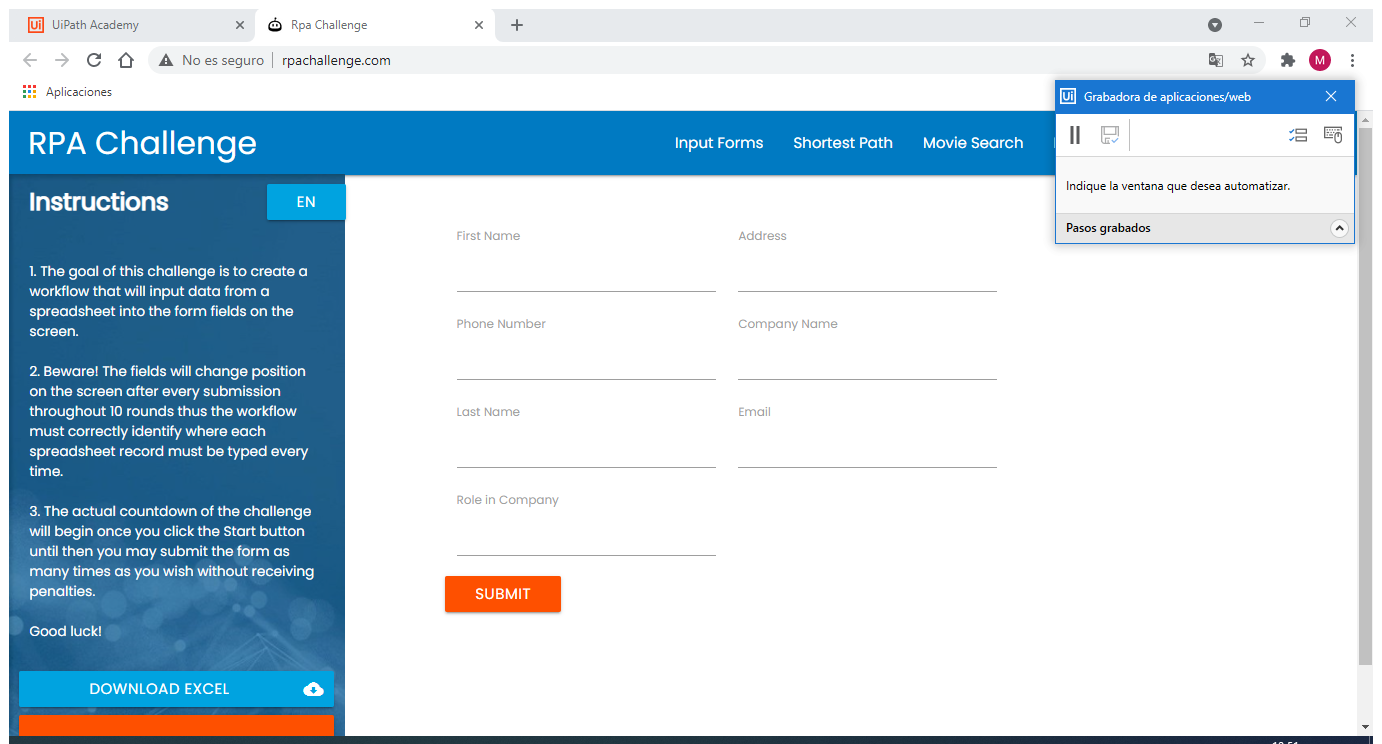 UiPath Academy
Rpa Challenge
No es seguro
rpachallenge.com
M
Aplicaciones
Ui Grabadora de aplicaciones/web
Indique la ventana que desea automatizar.
Pasos grabados
RPA Challenge
Input Forms
Shortest Path
Movie Search
Instructions
EN
1. The goal of this challenge is to create a
workflow that will input data from a
spreadsheet into the form fields on the
screen.
2. Beware! The fields will change position
on the screen after every submission
throughout 10 rounds thus the workflow
must correctly identify where each
spreadsheet record must be typed every
time.
3. The actual countdown of the challenge
will begin once you click the Start button
until then you may submit the form as
many times as you wish without receiving
penalties.
Good luck!
DOWNLOAD EXCEL
First Name
Address
Phone Number
Company Name
Last Name
Email
Role in Company
SUBMIT